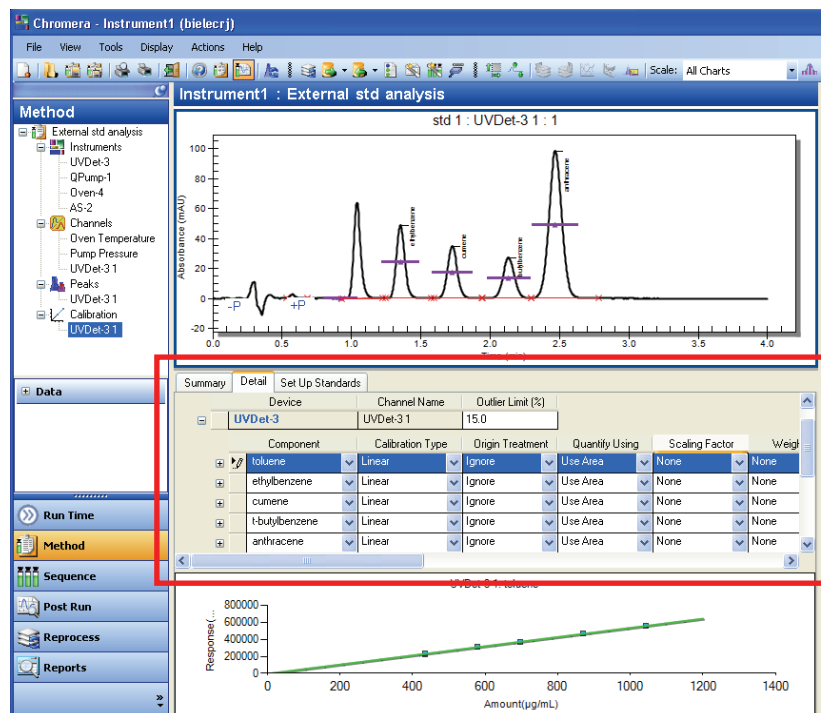 Chromera - Instrument1 (bielecrj)
File View Tools Display Actions Help
Scale: All Charts
Method
External std analysis
Instruments
UVDet-3
QPump-1
Oven-4
AS-2
Channels
Oven Temperature
Pump Pressure
UVDet-3 1
Peaks
UVDet-3 1
Calibration
UVDet-3 1
Data
Run Time
Method
Sequence
Post Run
Reprocess
Reports
Instrument1 : External std analysis
std 1 : UVDet-3 1 : 1
Absorbance (mAU)
100
80
60
40
20
0
-20
-P
+P
ethylbenzene
cumene
t-butylbenzene
anthracene
0.0 0.5 1.0 1.5 2.0 2.5 3.0 3.5 4.0
Time (min)
Summary Detail Set Up Standards
Device Channel Name Outlier Limit (%)
UVDet-3 UVDet-3 1 15.0
Component Calibration Type Origin Treatment Quantify Using Scaling Factor Weigh
toluene Linear Ignore Use Area None None
ethylbenzene Linear Ignore Use Area None None
cumene Linear Ignore Use Area None None
t-butylbenzene Linear Ignore Use Area None None
anthracene Linear Ignore Use Area None None
UVDet-3 1: toluene
Response(...
800000
600000
400000
200000
0
0 200 400 600 800 1000 1200 1400
Amount(µg/mL)